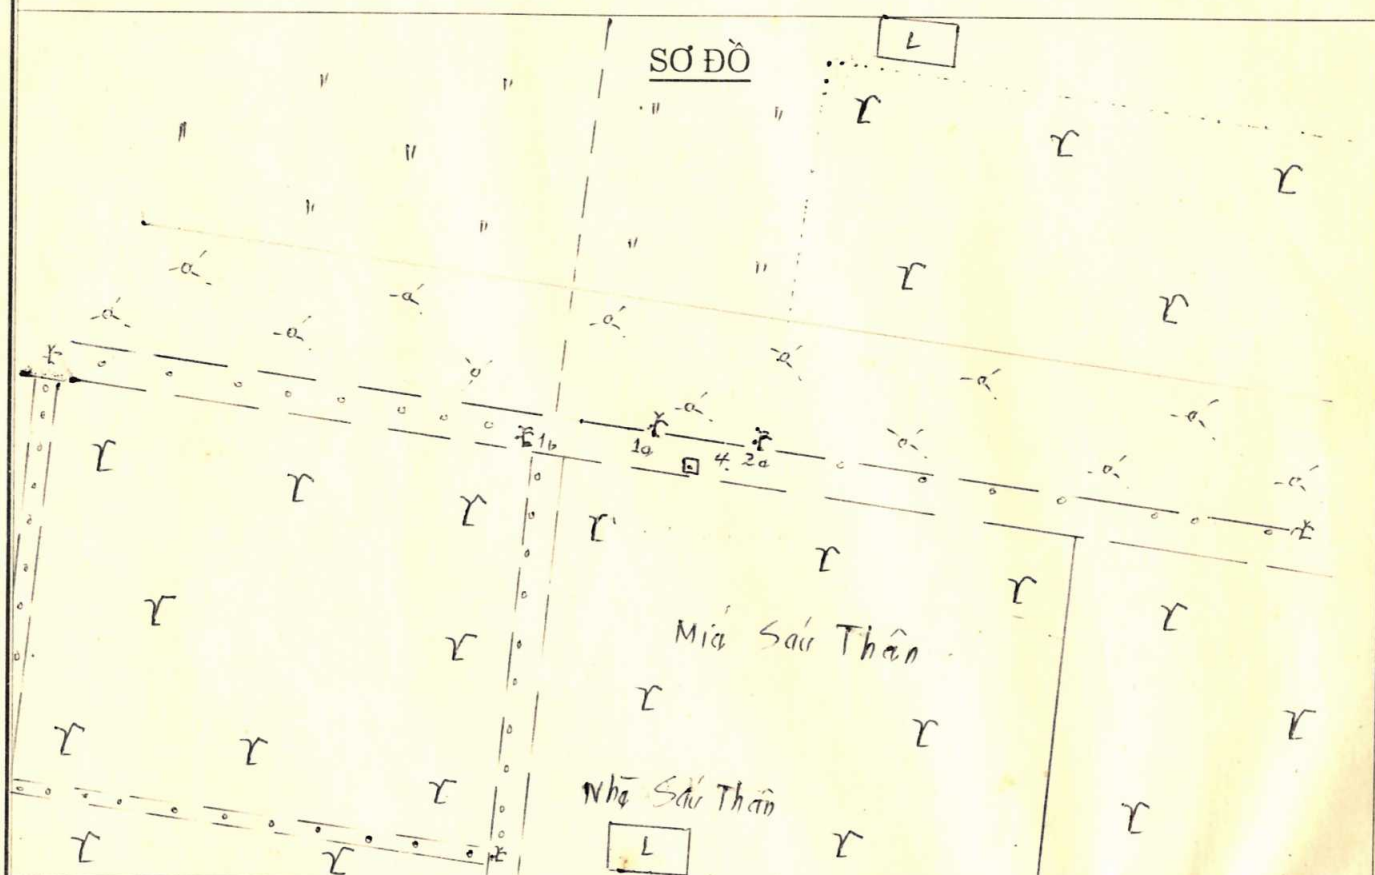 L
SƠ ĐỒ
1b
1a
4. 2a
Mía Sáu Thân
Nhà Sáu Thân
L